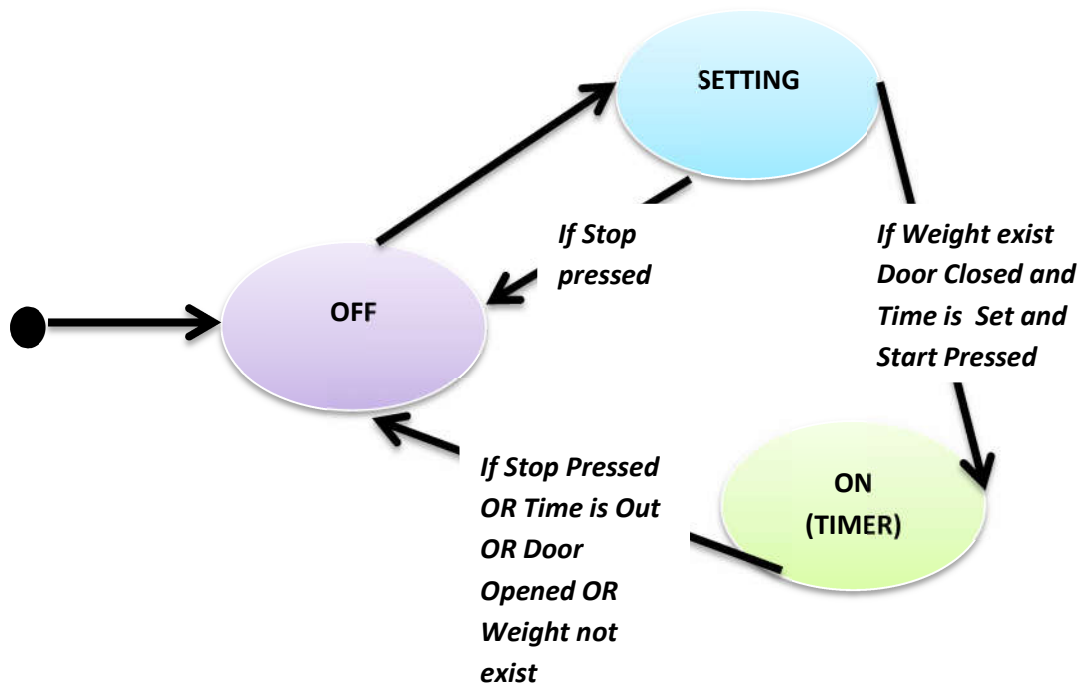 SETTING
If Stop
pressed
If Weight exist
Door Closed and
Time is Set and
Start Pressed
OFF
If Stop Pressed
OR Time is Out
OR Door
Opened OR
Weight not
exist
ON
(TIMER)